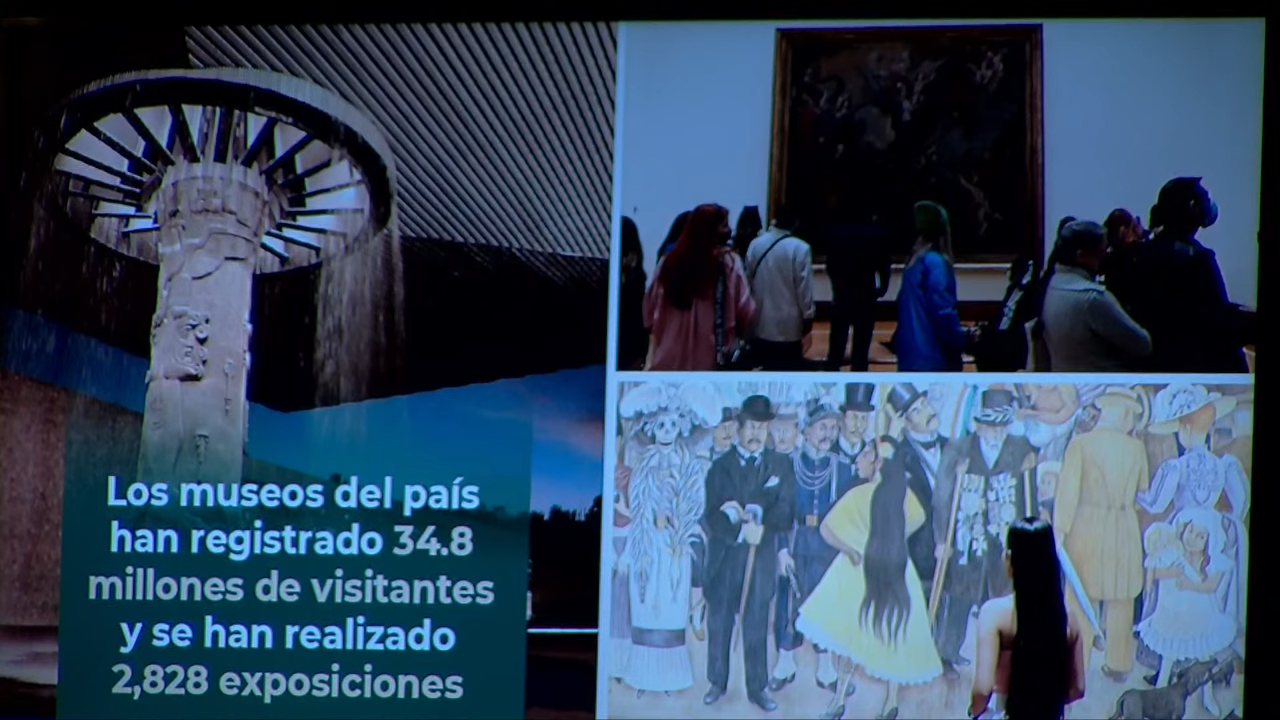 Los museos del país
han registrado 34.8
millones de visitantes
y se han realizado
2,828 exposiciones